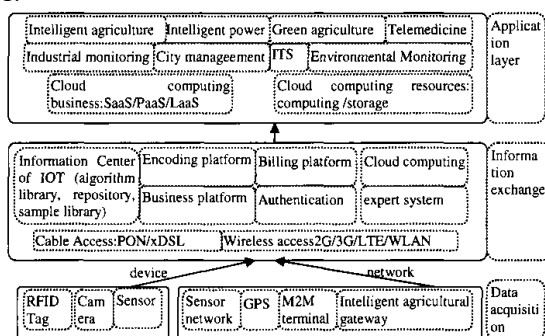 Intelligent agriculture Intelligent power Green agriculture Telemedicine
Industrial monitoring City manageement ITS Environmental Monitoring
Cloud computing
business:SaaS/PaaS/LaaS
Cloud computing resources:
computing /storage
Applicat
ion
layer
Information Center
of IOT (algorithm
library, repository,
sample library)
Encoding platform Billing platform Cloud computing
Business platform Authentication expert system
Cable Access:PON/xDSL Wireless access2G/3G/LTE/WLAN
Informa
tion
exchange
device network
RFID
Tag
Cam
era
Sensor
Sensor
network
GPS
M2M
terminal
Intelligent agricultural
gateway
Data
acquisiti
on